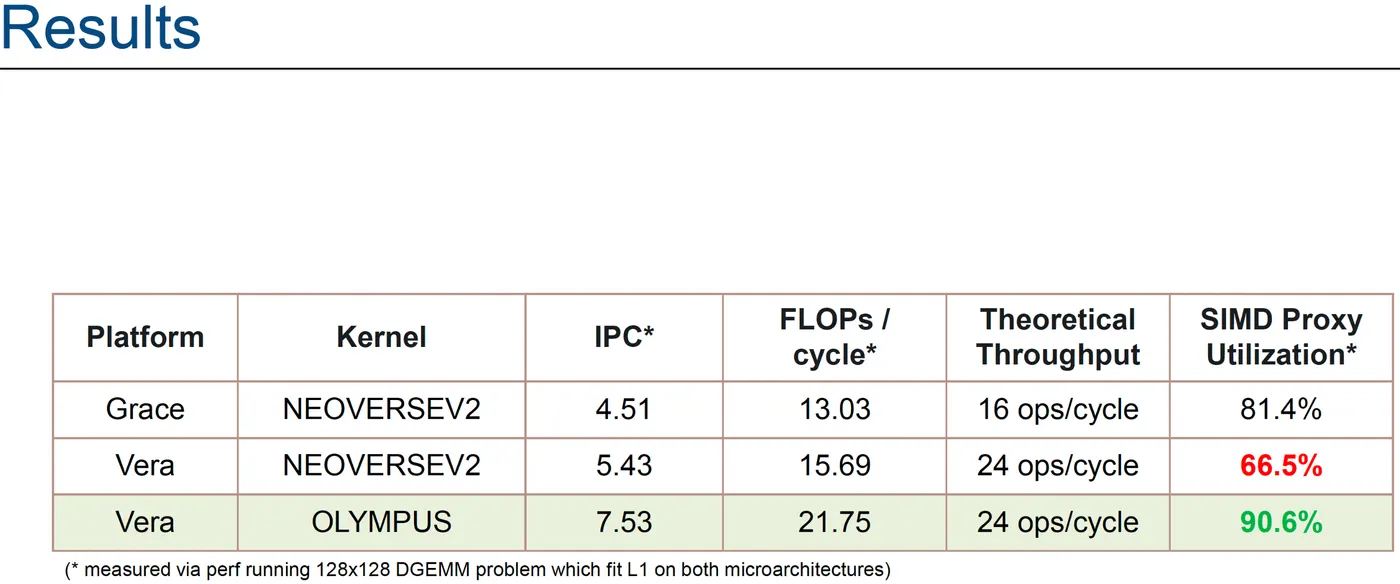 Results
Platform Kernel IPC* FLOPs / cycle* Theoretical Throughput SIMD Proxy Utilization*
Grace NEOVERSEV2 4.51 13.03 16 ops/cycle 81.4%
Vera NEOVERSEV2 5.43 15.69 24 ops/cycle 66.5%
Vera OLYMPUS 7.53 21.75 24 ops/cycle 90.6%
(* measured via perf running 128x128 DGEMM problem which fit L1 on both microarchitectures)